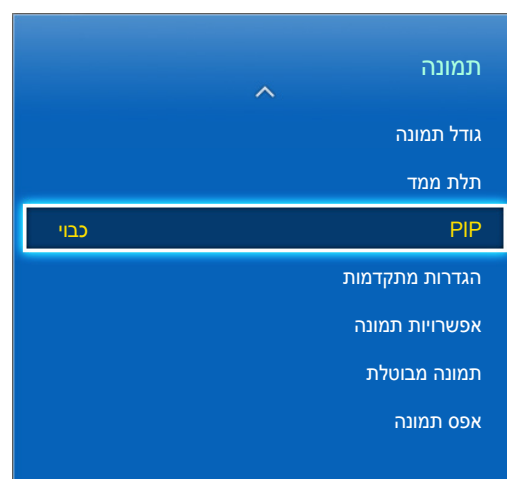 תמונה
גודל תמונה
תלת ממד
PIP כבוי
הגדרות מתקדמות
אפשרויות תמונה
תמונה מבוטלת
אפס תמונה